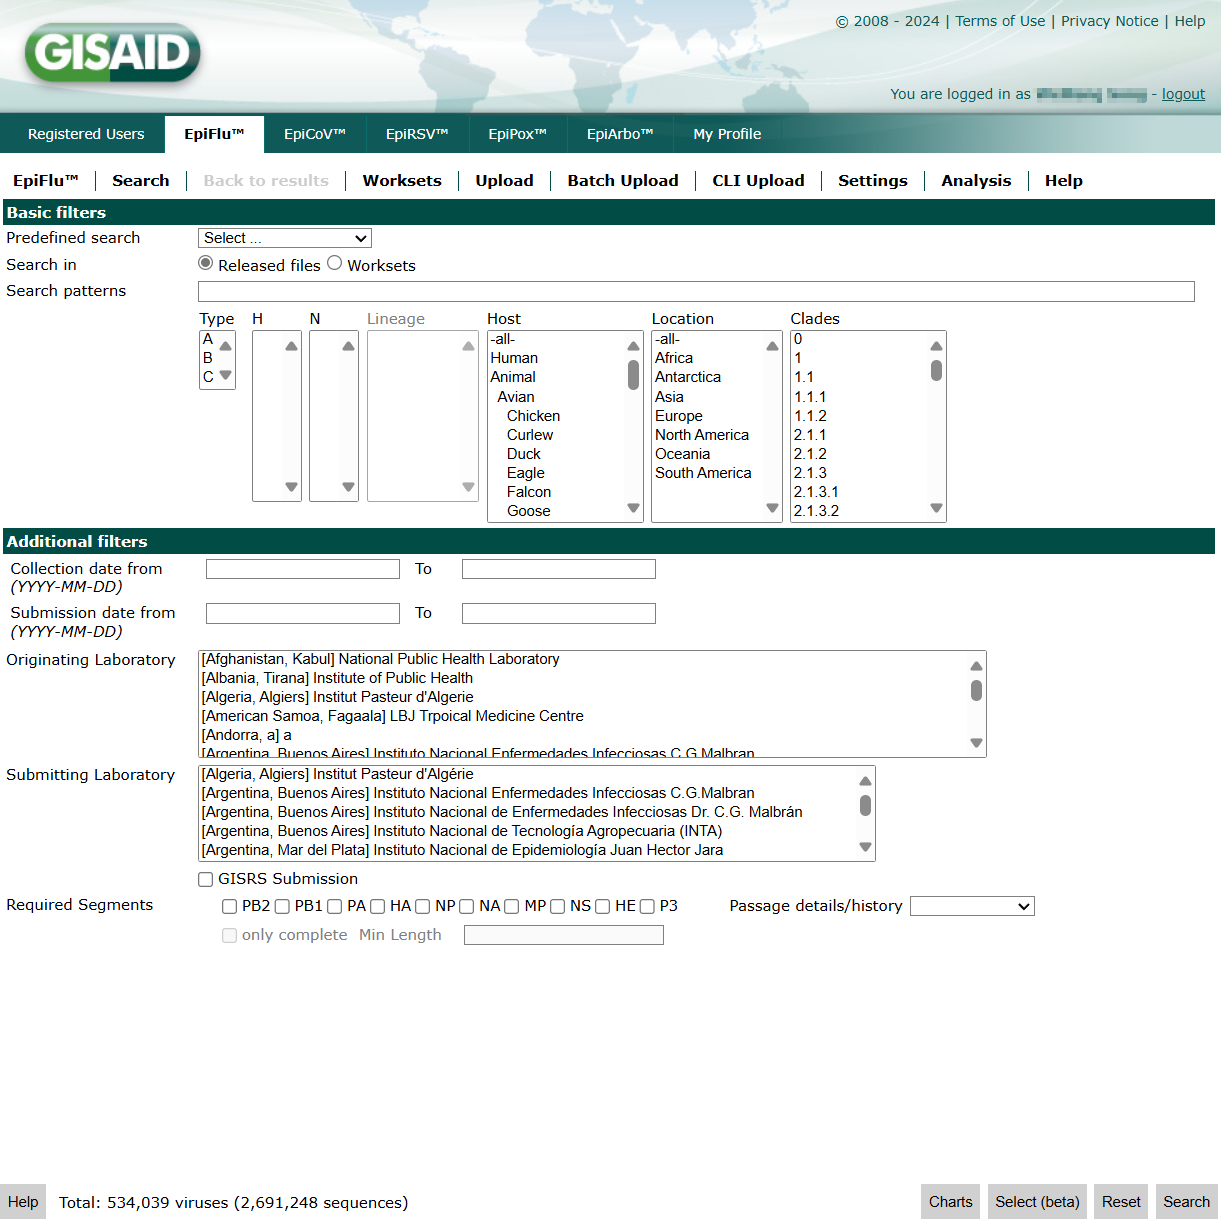 © 2008 - 2024 | Terms of Use | Privacy Notice | Help
GISAID
You are logged in as - logout
Registered Users EpiFlu™ EpiCoV™ EpiRSV™ EpiPox™ EpiArbo™ My Profile
EpiFlu™ | Search | Back to results | Worksets | Upload | Batch Upload | CLI Upload | Settings | Analysis | Help
Basic filters
Predefined search Select ...
Search in Released files Worksets
Search patterns
Type H N Lineage Host Location Clades
A -all- -all- 0
B Human Africa 1
C Animal Antarctica 1.1
Avian Asia 1.1.1
Chicken Europe 1.1.2
Curlew North America 2.1.1
Duck Oceania 2.1.2
Eagle South America 2.1.3
Falcon 2.1.3.1
Goose 2.1.3.2
Additional filters
Collection date from To
(YYYY-MM-DD)
Submission date from To
(YYYY-MM-DD)
Originating Laboratory [Afghanistan, Kabul] National Public Health Laboratory
[Albania, Tirana] Institute of Public Health
[Algeria, Algiers] Institut Pasteur d'Algerie
[American Samoa, Fagaala] LBJ Trpoical Medicine Centre
[Andorra, a] a
[Argentina, Buenos Aires] Instituto Nacional Enfermedades Infecciosas C.G.Malbran
Submitting Laboratory [Algeria, Algiers] Institut Pasteur d'Algérie
[Argentina, Buenos Aires] Instituto Nacional Enfermedades Infecciosas C.G.Malbran
[Argentina, Buenos Aires] Instituto Nacional de Enfermedades Infecciosas Dr. C.G. Malbrán
[Argentina, Buenos Aires] Instituto Nacional de Tecnología Agropecuaria (INTA)
[Argentina, Mar del Plata] Instituto Nacional de Epidemiología Juan Hector Jara
GISRS Submission
Required Segments PB2 PB1 PA HA NP NA MP NS HE P3 Passage details/history
only complete Min Length
Help Total: 534,039 viruses (2,691,248 sequences) Charts Select (beta) Reset Search